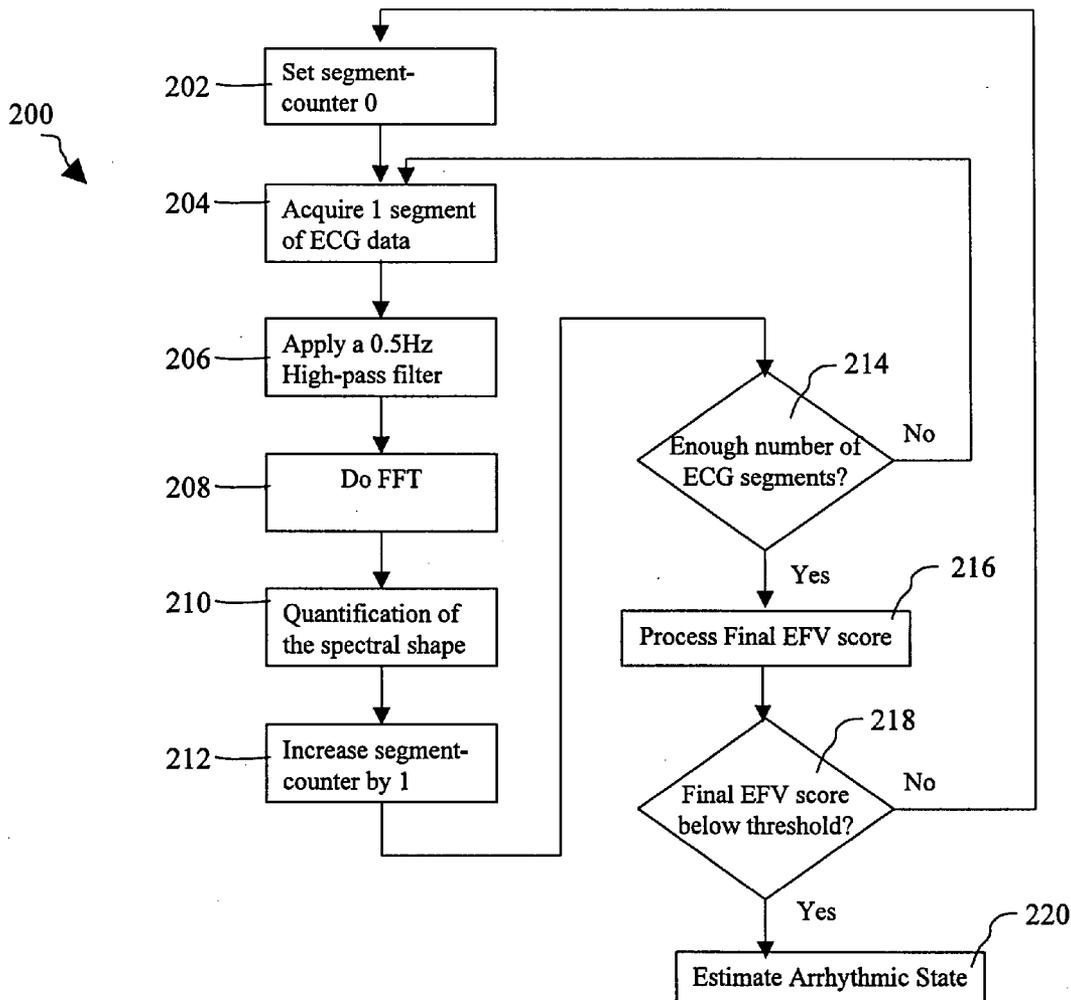 200
202
Set segment-
counter 0
204
Acquire 1 segment
of ECG data
206
Apply a 0.5Hz
High-pass filter
208
Do FFT
210
Quantification of
the spectral shape
212
Increase segment-
counter by 1
214
Enough number of
ECG segments?
No
Yes
216
Process Final EFV score
218
Final EFV score
below threshold?
No
Yes
220
Estimate Arrhythmic State